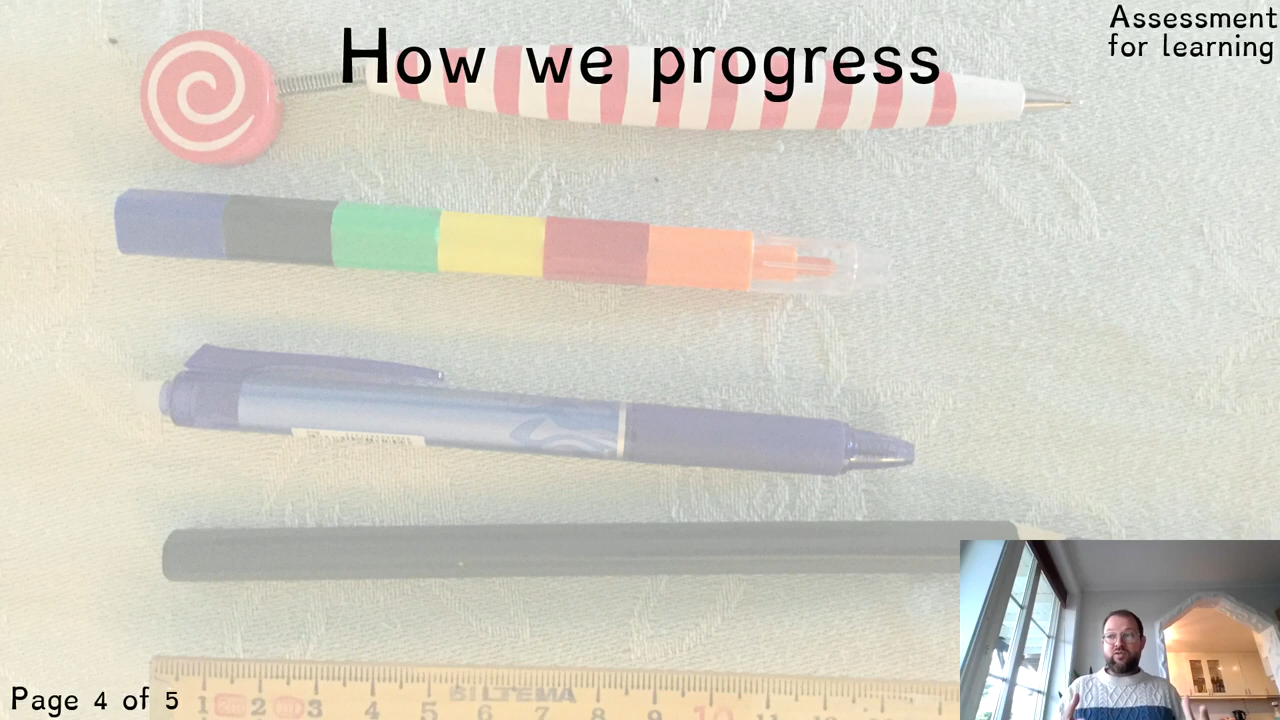 How we progress
Assessment
for learning
BILTEMA
1 2 3 4 5 6 7 8 9 10 11
Page 4 of 5